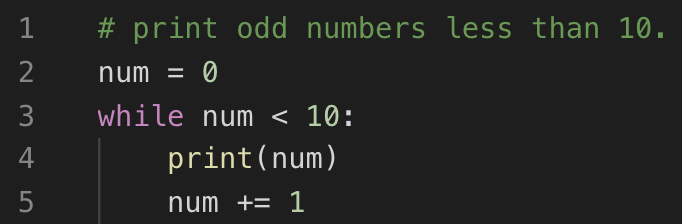 1 # print odd numbers less than 10.
2 num = 0
3 while num < 10:
4     print(num)
5     num += 1